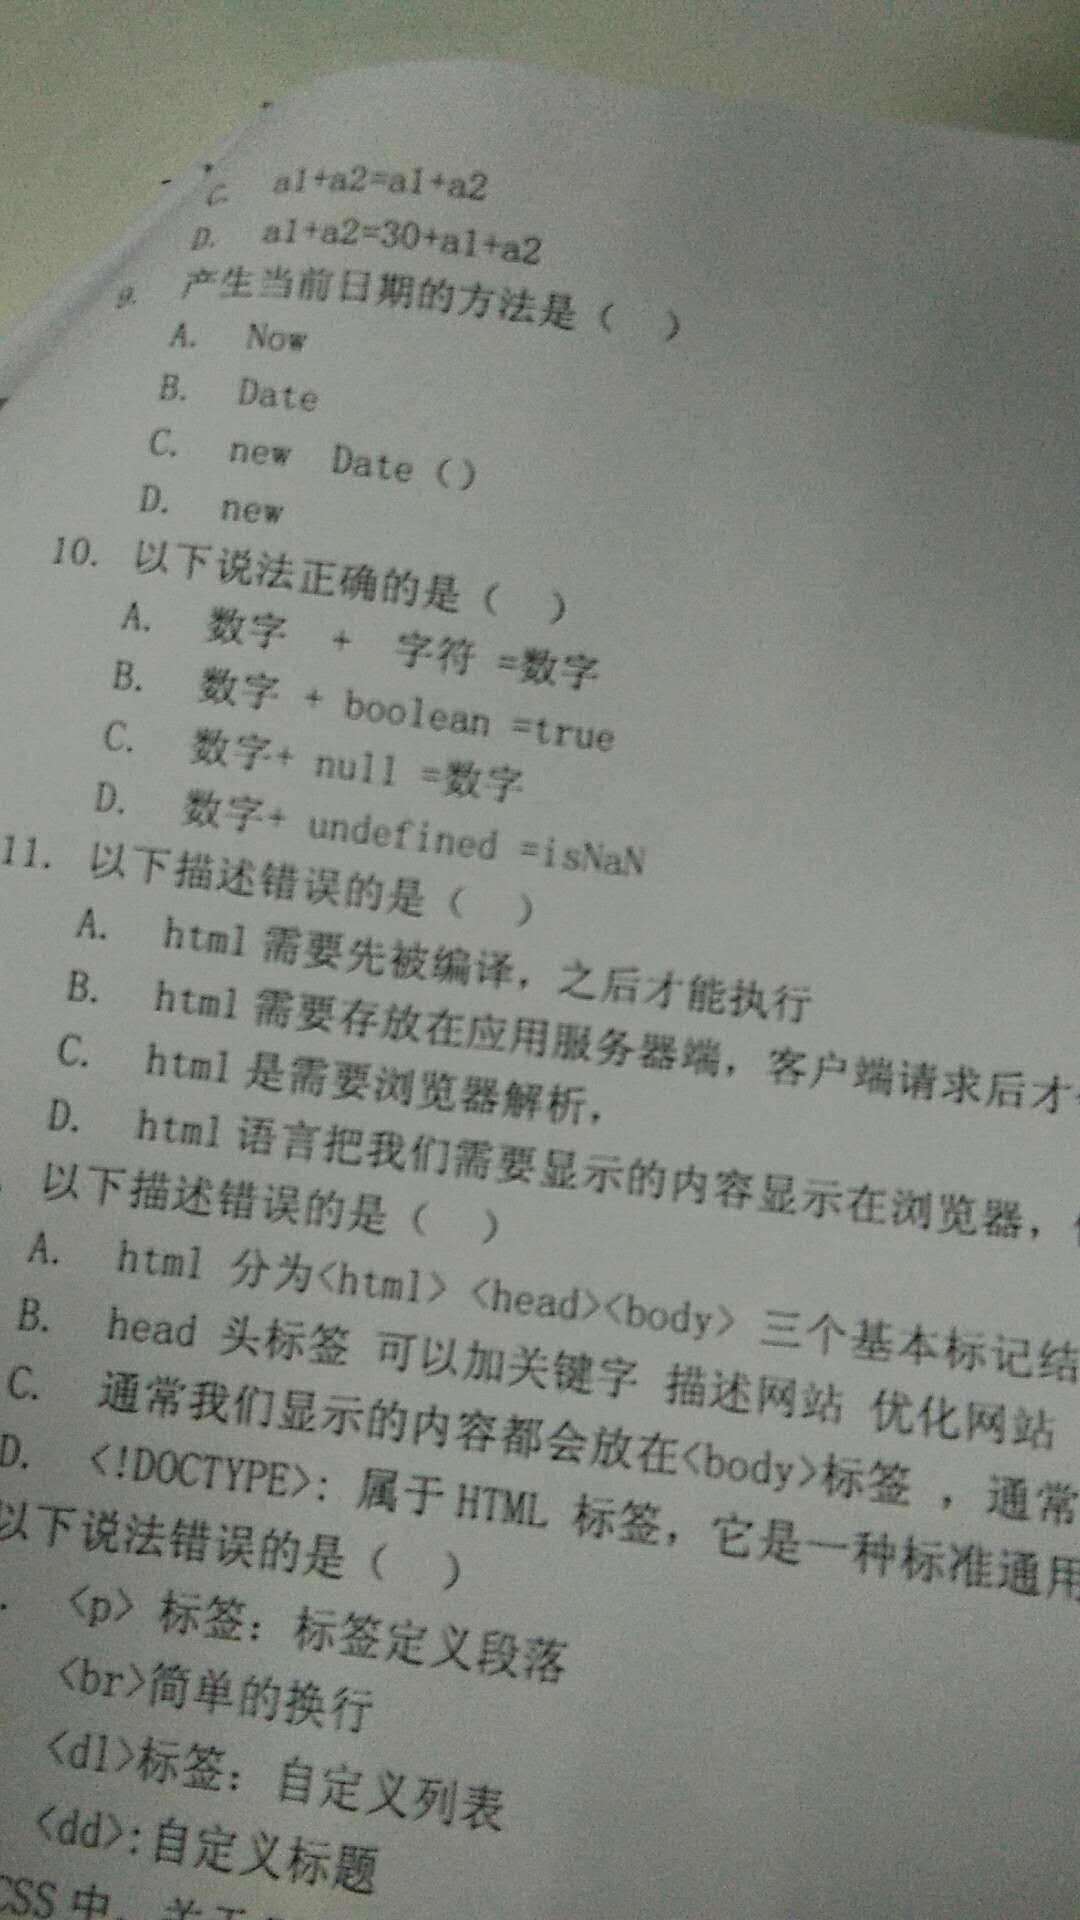 C. a1+a2=a1+a2
D. a1+a2=30+a1+a2
9. 产生当前日期的方法是（ ）
A. Now
B. Date
C. new Date（）
D. new
10. 以下说法正确的是（ ）
A. 数字 + 字符 =数字
B. 数字 + boolean =true
C. 数字+ null =数字
D. 数字+ undefined =isNaN
11. 以下描述错误的是（ ）
A. html 需要先被编译，之后才能执行
B. html 需要存放在应用服务器端，客户端请求后才
C. html 是需要浏览器解析，
D. html 语言把我们需要显示的内容显示在浏览器，
以下描述错误的是（ ）
A. html 分为<html> <head><body> 三个基本标记结
B. head 头标签 可以加关键字 描述网站 优化网站
C. 通常我们显示的内容都会放在<body>标签 ，通常
D. <!DOCTYPE>: 属于 HTML 标签，它是一种标准通用
以下说法错误的是（ ）
<p> 标签：标签定义段落
<br>简单的换行
<dl>标签：自定义列表
<dd>:自定义标题
CSS 中，关于